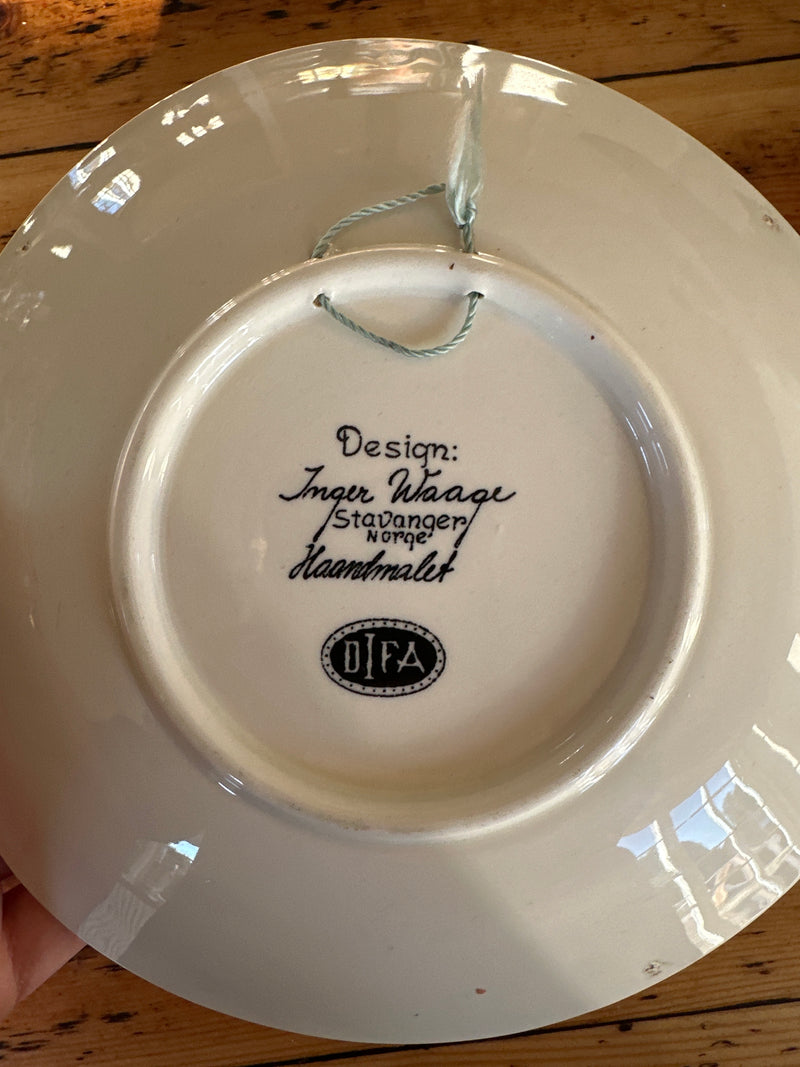 Design:
Inger Waage
Stavanger
Norge
Haandmalet
DIFA